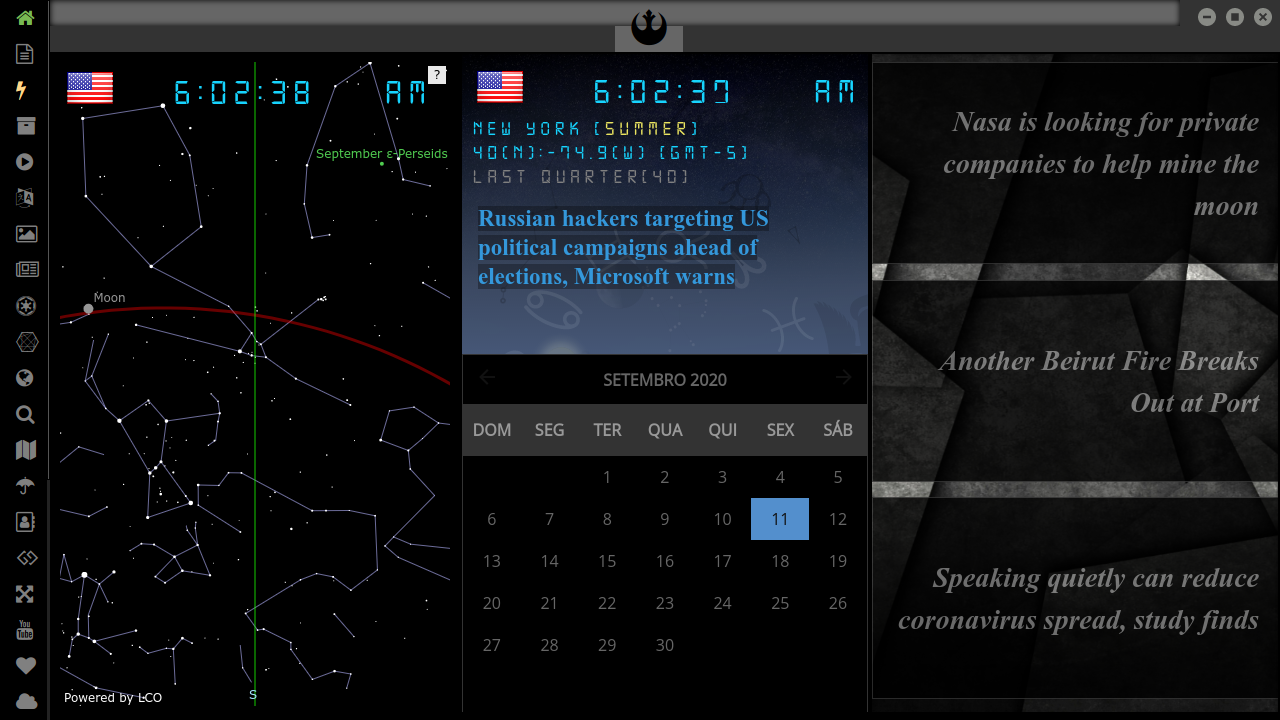 6:02:38 AM
?
September ε-Perseids
Moon
S
Powered by LCO
You
Tube
6:02:37 AM
NEW YORK (SUMMER)
40(N):-74.9(W) (GMT-5)
LAST QUARTER(40)
Russian hackers targeting US
political campaigns ahead of
elections, Microsoft warns
SETEMBRO 2020
DOM SEG TER QUA QUI SEX SÁB
1 2 3 4 5
6 7 8 9 10 11 12
13 14 15 16 17 18 19
20 21 22 23 24 25 26
27 28 29 30
Nasa is looking for private
companies to help mine the
moon
Another Beirut Fire Breaks
Out at Port
Speaking quietly can reduce
coronavirus spread, study finds